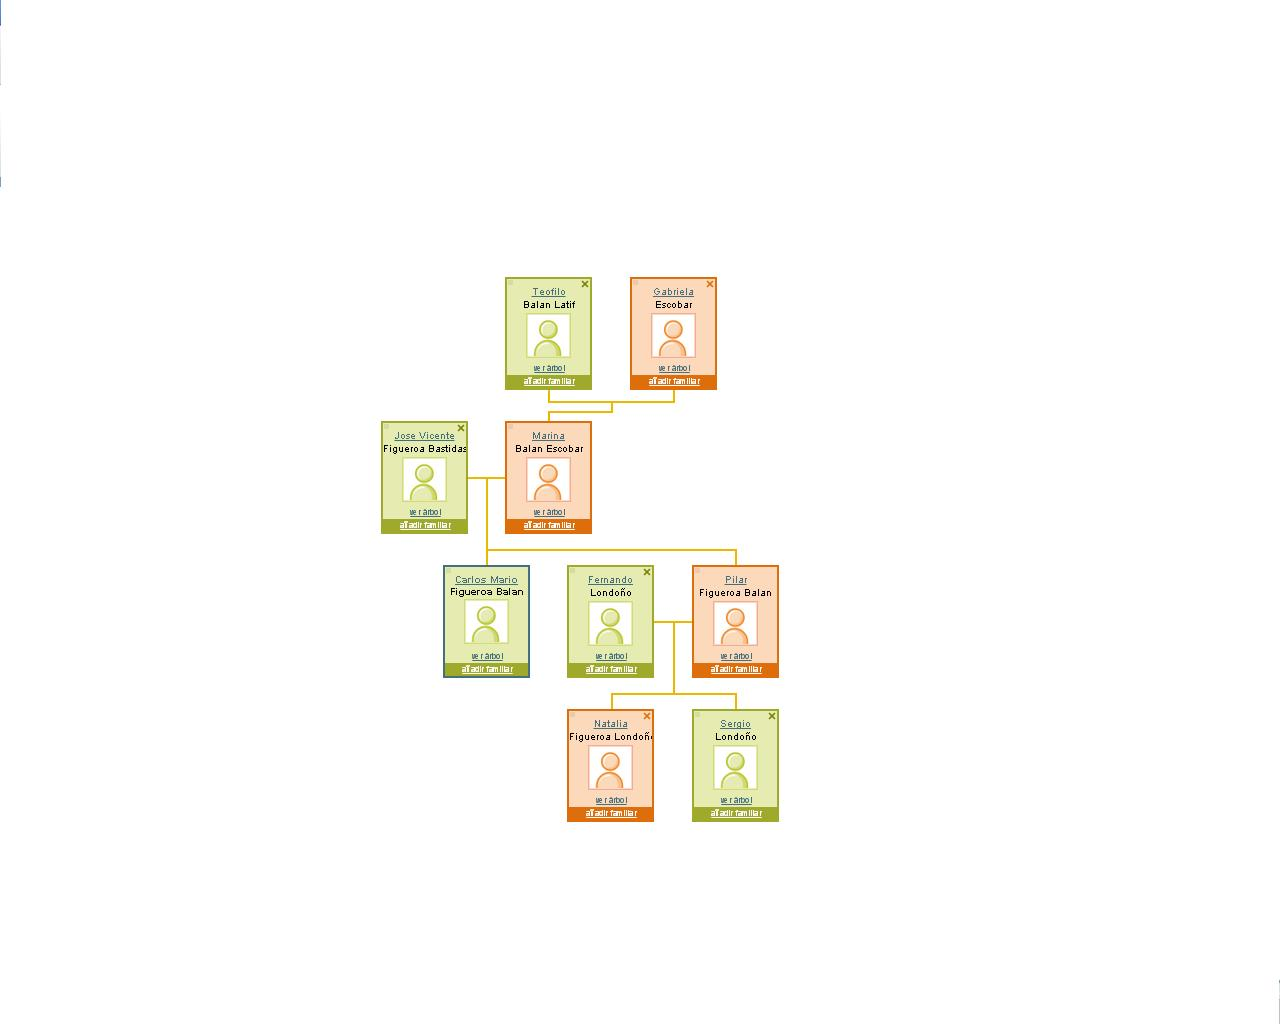 Teofilo
Balan Latif
ver árbol
añadir familiar
Gabriela
Escobar
ver árbol
añadir familiar
Jose Vicente
Figueroa Bastidas
ver árbol
añadir familiar
Marina
Balan Escobar
ver árbol
añadir familiar
Carlos Mario
Figueroa Balan
ver árbol
añadir familiar
Fernando
Londoño
ver árbol
añadir familiar
Pilar
Figueroa Balan
ver árbol
añadir familiar
Natalia
Figueroa Londoñ
ver árbol
añadir familiar
Sergio
Londoño
ver árbol
añadir familiar